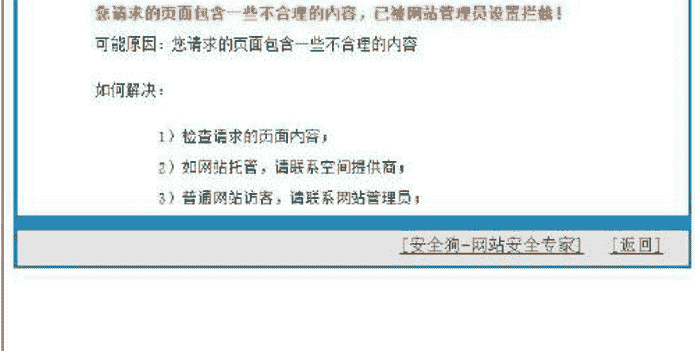 您请求的页面包含一些不合理的内容，已被网站管理员设置拦截！
可能原因：您请求的页面包含一些不合理的内容
如何解决：
1）检查请求的页面内容；
2）如网站托管，请联系空间提供商；
3）普通网站访客，请联系网站管理员；
[安全狗-网站安全专家] [返回]